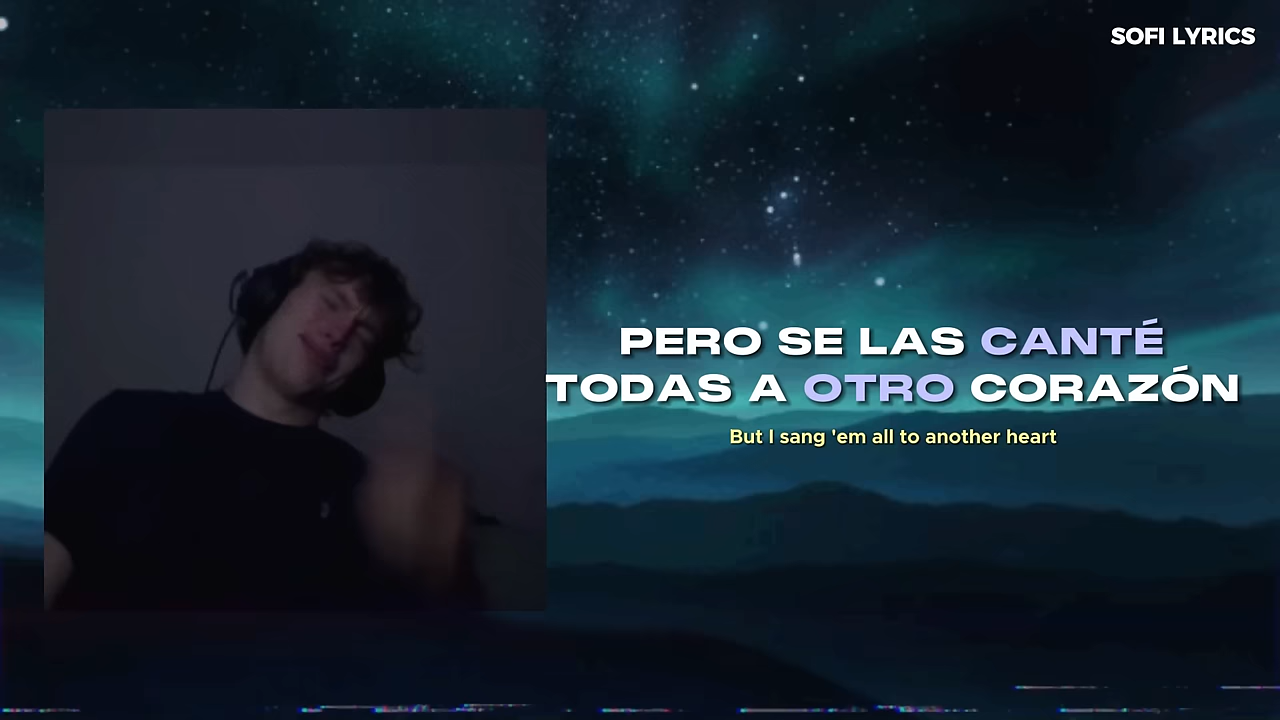 SOFI LYRICS
PERO SE LAS CANTÉ
TODAS A OTRO CORAZÓN
But I sang 'em all to another heart